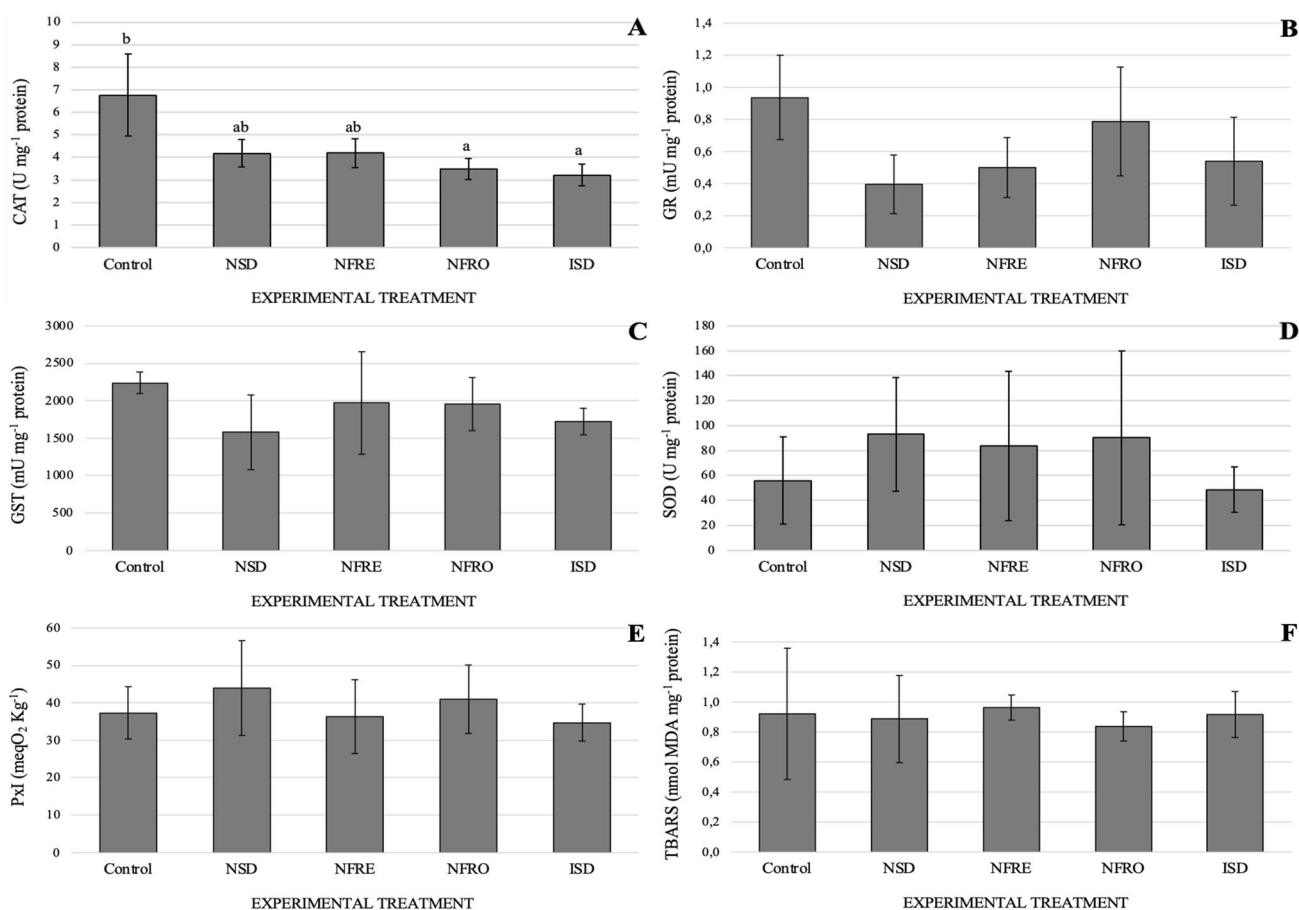 A
CAT (U mg-1 protein)
10
9
8
7
6
5
4
3
2
1
0
b
ab
ab
a
a
Control NSD NFRE NFRO ISD
EXPERIMENTAL TREATMENT
B
GR (mU mg-1 protein)
1,4
1,2
1,0
0,8
0,6
0,4
0,2
0,0
Control NSD NFRE NFRO ISD
EXPERIMENTAL TREATMENT
C
GST (mU mg-1 protein)
3000
2500
2000
1500
1000
500
0
Control NSD NFRE NFRO ISD
EXPERIMENTAL TREATMENT
D
SOD (U mg-1 protein)
180
160
140
120
100
80
60
40
20
0
Control NSD NFRE NFRO ISD
EXPERIMENTAL TREATMENT
E
PxI (meqO2 Kg-1)
60
50
40
30
20
10
0
Control NSD NFRE NFRO ISD
EXPERIMENTAL TREATMENT
F
TBARS (nmol MDA mg-1 protein)
1,4
1,2
1,0
0,8
0,6
0,4
0,2
0,0
Control NSD NFRE NFRO ISD
EXPERIMENTAL TREATMENT